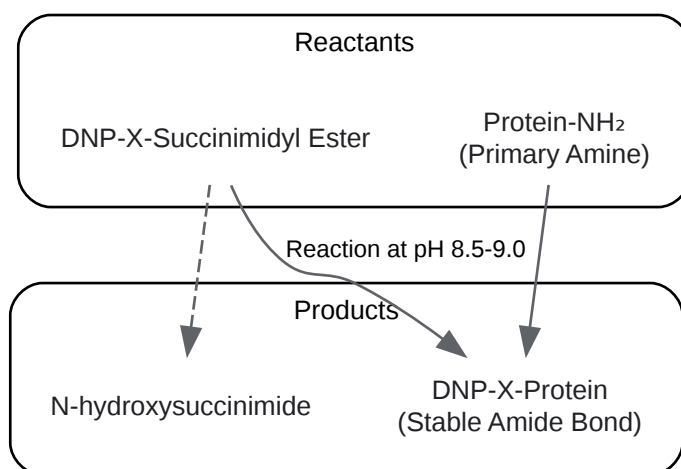 Reactants
DNP-X-Succinimidyl Ester
Protein-NH₂
(Primary Amine)
Reaction at pH 8.5-9.0
Products
N-hydroxysuccinimide
DNP-X-Protein
(Stable Amide Bond)